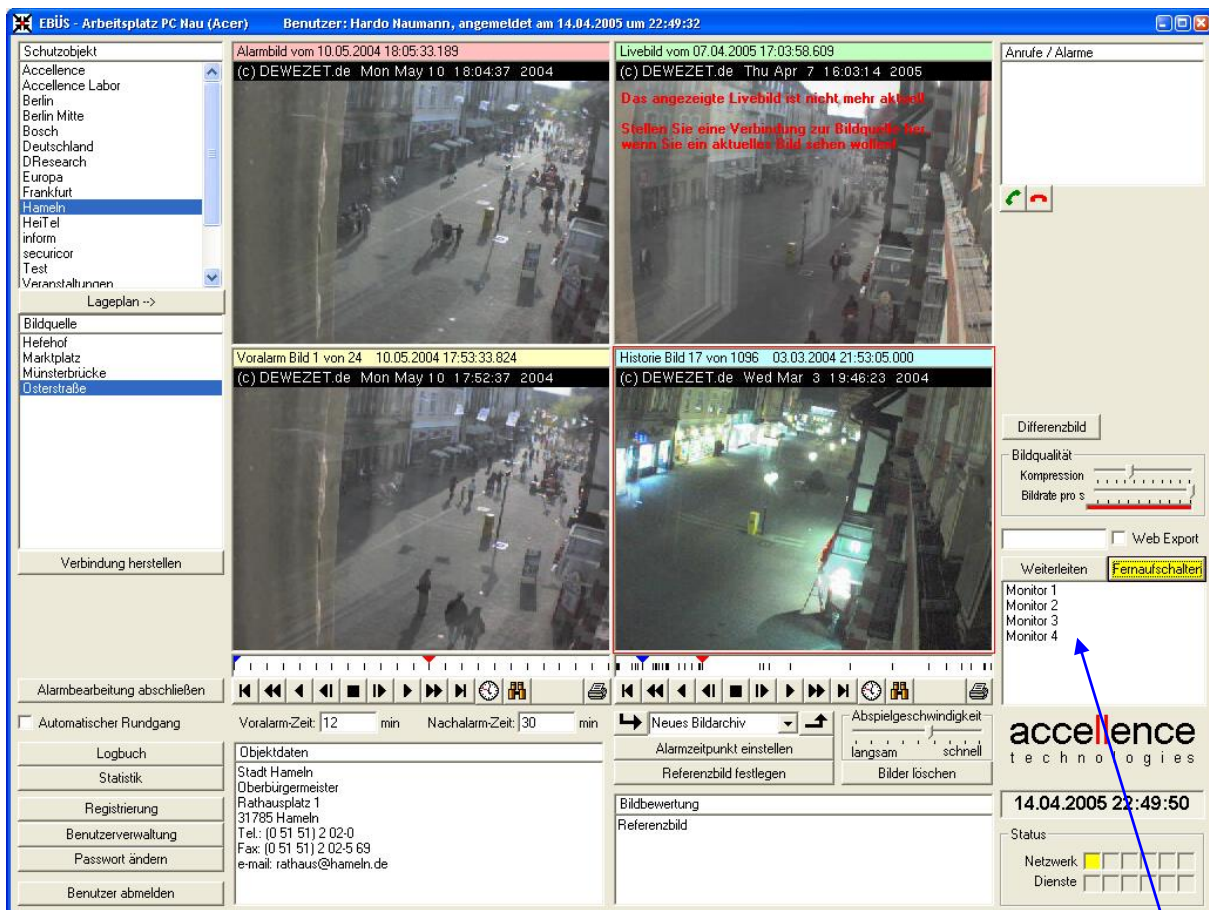 EBÜS - Arbeitsplatz PC Nau (Acer) Benutzer: Hardo Naumann, angemeldet am 14.04.2005 um 22:49:32
Schutzobjekt
Accellence
Accellence Labor
Berlin
Berlin Mitte
Bosch
Deutschland
DResearch
Europa
Frankfurt
Hameln
HeiTel
inform
securicor
Test
Veranstaltungen
Lageplan -->
Bildquelle
Hefehof
Marktplatz
Münsterbrücke
Osterstraße
Verbindung herstellen
Alarmbearbeitung abschließen
Automatischer Rundgang
Logbuch
Statistik
Registrierung
Benutzerverwaltung
Passwort ändern
Benutzer abmelden
Alarmbild vom 10.05.2004 18:05:33.189
(c) DEWEZET.de Mon May 10 18:04:37 2004
Livebild vom 07.04.2005 17:03:58.609
(c) DEWEZET.de Thu Apr 7 16:03:14 2005
Das angezeigte Livebild ist nicht mehr aktuell
Stellen Sie eine Verbindung zur Bildquelle her,
wenn Sie ein aktuelles Bild sehen wollen!
Voralarm Bild 1 von 24 10.05.2004 17:53:33.824
(c) DEWEZET.de Mon May 10 17:52:37 2004
Historie Bild 17 von 1096 03.03.2004 21:53:05.000
(c) DEWEZET.de Wed Mar 3 19:46:23 2004
Voralarm-Zeit: 12 min Nachalarm-Zeit: 30 min
Objektdaten
Stadt Hameln
Oberbürgermeister
Rathausplatz 1
31785 Hameln
Tel.: (0 51 51) 2 02-0
Fax: (0 51 51) 2 02-5 69
e-mail: rathaus@hameln.de
Neues Bildarchiv
Alarmzeitpunkt einstellen
Referenzbild festlegen
Abspielgeschwindigkeit
langsam schnell
Bilder löschen
Bildbewertung
Referenzbild
Anrufe / Alarme
Differenzbild
Bildqualität
Kompression
Bildrate pro s
Web Export
Weiterleiten Fernaufschalten
Monitor 1
Monitor 2
Monitor 3
Monitor 4
accellence
technologies
14.04.2005 22:49:50
Status
Netzwerk
Dienste